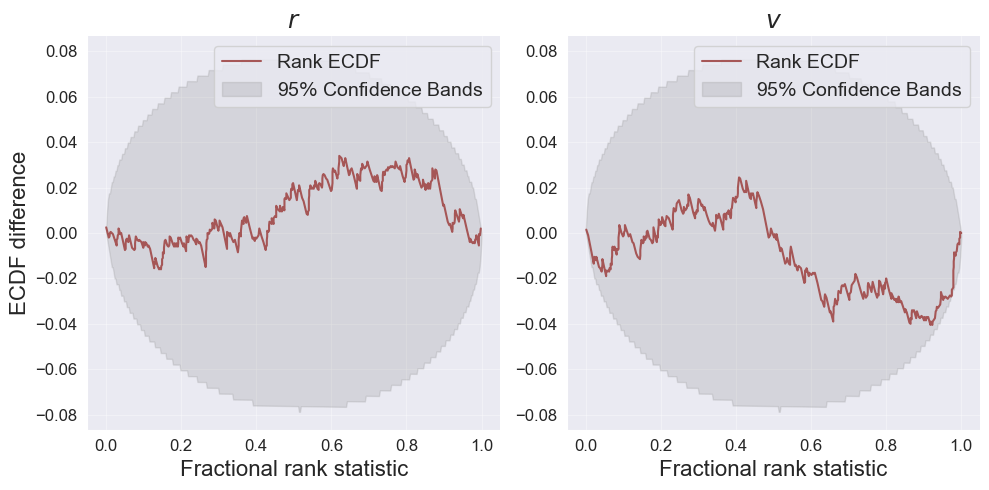 r
0.08
0.06
0.04
0.02
0.00
−0.02
−0.04
−0.06
−0.08
ECDF difference
Rank ECDF
95% Confidence Bands
0.0 0.2 0.4 0.6 0.8 1.0
Fractional rank statistic
v
0.08
0.06
0.04
0.02
0.00
−0.02
−0.04
−0.06
−0.08
Rank ECDF
95% Confidence Bands
0.0 0.2 0.4 0.6 0.8 1.0
Fractional rank statistic